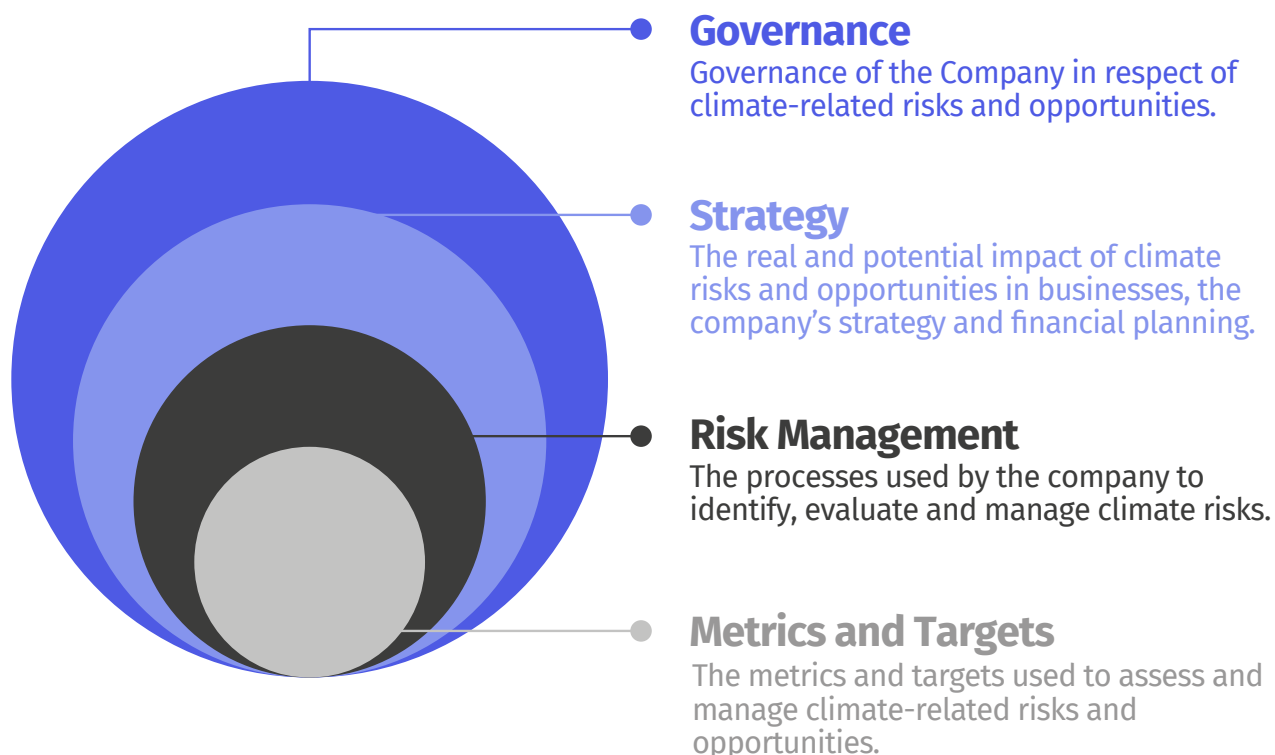 Governance
Governance of the Company in respect of
climate-related risks and opportunities.
Strategy
The real and potential impact of climate
risks and opportunities in businesses, the
company’s strategy and financial planning.
Risk Management
The processes used by the company to
identify, evaluate and manage climate risks.
Metrics and Targets
The metrics and targets used to assess and
manage climate-related risks and
opportunities.